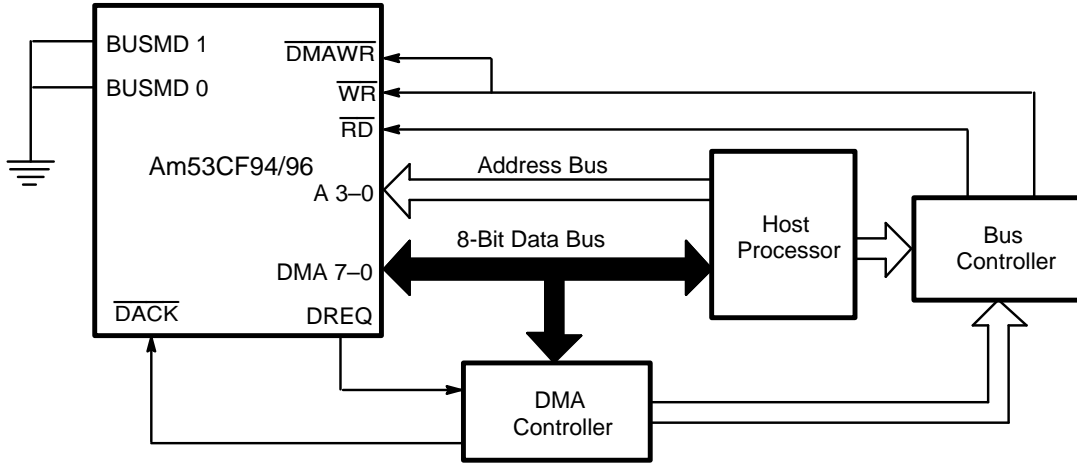 BUSMD 1
BUSMD 0
DMAWR
WR
RD
Am53CF94/96
A 3–0
DMA 7–0
DACK
DREQ
Address Bus
8-Bit Data Bus
Host
Processor
Bus
Controller
DMA
Controller